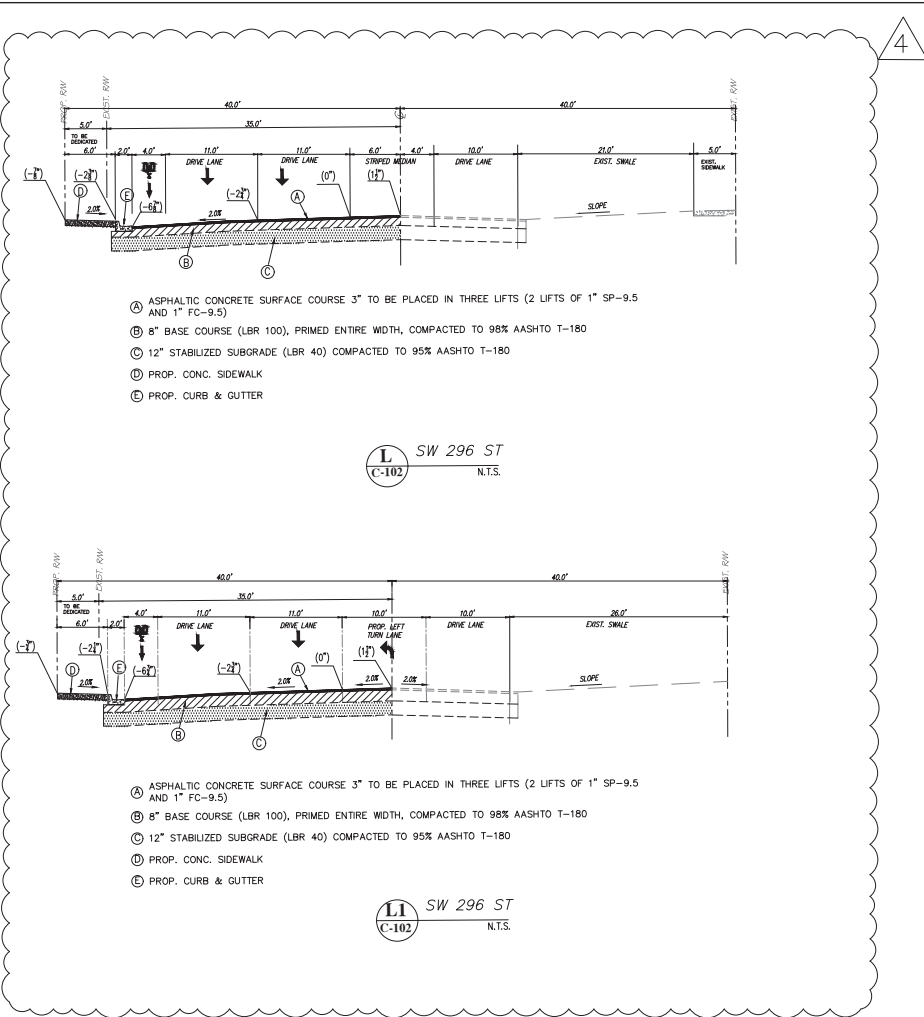 4
PROP. R/W
EXIST. R/W
EXIST. R/W
40.0'
40.0'
5.0'
35.0'
TO BE
DEDICATED
6.0'
2.0'
4.0'
11.0'
11.0'
6.0'
4.0'
10.0'
21.0'
5.0'
DRIVE LANE
DRIVE LANE
STRIPED MEDIAN
DRIVE LANE
EXIST. SWALE
EXIST.
SIDEWALK
(0")
(1½")
D
E
A
2.0%
2.0%
SLOPE
B
C
A ASPHALTIC CONCRETE SURFACE COURSE 3" TO BE PLACED IN THREE LIFTS (2 LIFTS OF 1" SP-9.5
AND 1" FC-9.5)
B 8" BASE COURSE (LBR 100), PRIMED ENTIRE WIDTH, COMPACTED TO 98% AASHTO T-180
C 12" STABILIZED SUBGRADE (LBR 40) COMPACTED TO 95% AASHTO T-180
D PROP. CONC. SIDEWALK
E PROP. CURB & GUTTER
L
C-102
SW 296 ST
N.T.S.
PROP. R/W
EXIST. R/W
EXIST. R/W
40.0'
40.0'
5.0'
35.0'
TO BE
DEDICATED
6.0'
2.0'
4.0'
11.0'
11.0'
10.0'
10.0'
26.0'
DRIVE LANE
DRIVE LANE
PROP. LEFT
TURN LANE
DRIVE LANE
EXIST. SWALE
(0")
(1½")
D
E
A
2.0%
2.0%
2.0%
2.0%
SLOPE
B
C
A ASPHALTIC CONCRETE SURFACE COURSE 3" TO BE PLACED IN THREE LIFTS (2 LIFTS OF 1" SP-9.5
AND 1" FC-9.5)
B 8" BASE COURSE (LBR 100), PRIMED ENTIRE WIDTH, COMPACTED TO 98% AASHTO T-180
C 12" STABILIZED SUBGRADE (LBR 40) COMPACTED TO 95% AASHTO T-180
D PROP. CONC. SIDEWALK
E PROP. CURB & GUTTER
L1
C-102
SW 296 ST
N.T.S.